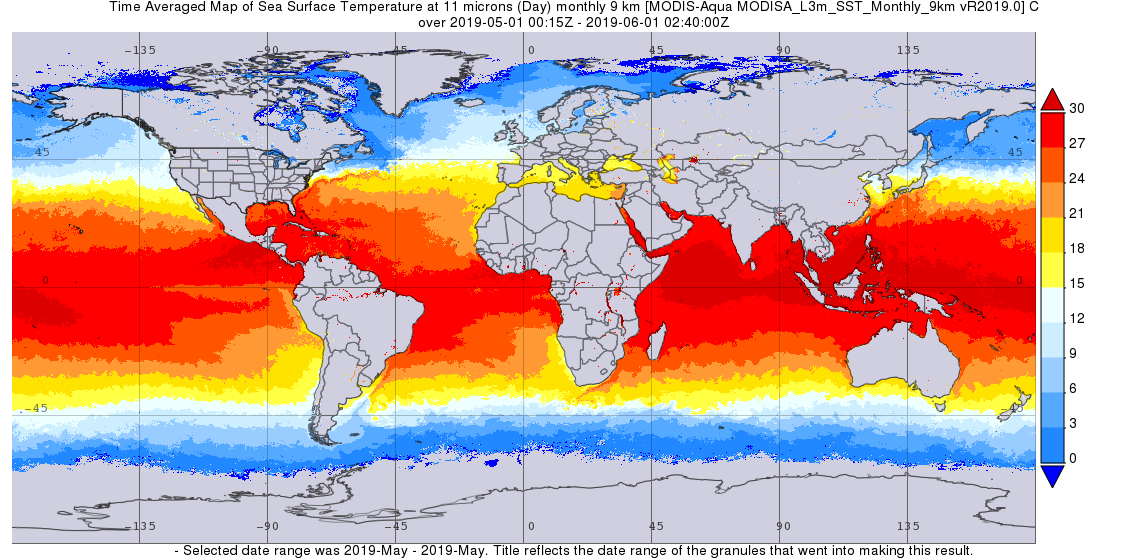 Time Averaged Map of Sea Surface Temperature at 11 microns (Day) monthly 9 km [MODIS-Aqua MODISA_L3m_SST_Monthly_9km vR2019.0] C
over 2019-05-01 00:15Z - 2019-06-01 02:40:00Z
-135 -90 -45 0 45 90 135
30
27
24
21
18
15
12
9
6
3
0
45 45
0 0
-45 -45
-135 -90 -45 0 45 90 135
- Selected date range was 2019-May - 2019-May. Title reflects the date range of the granules that went into making this result.